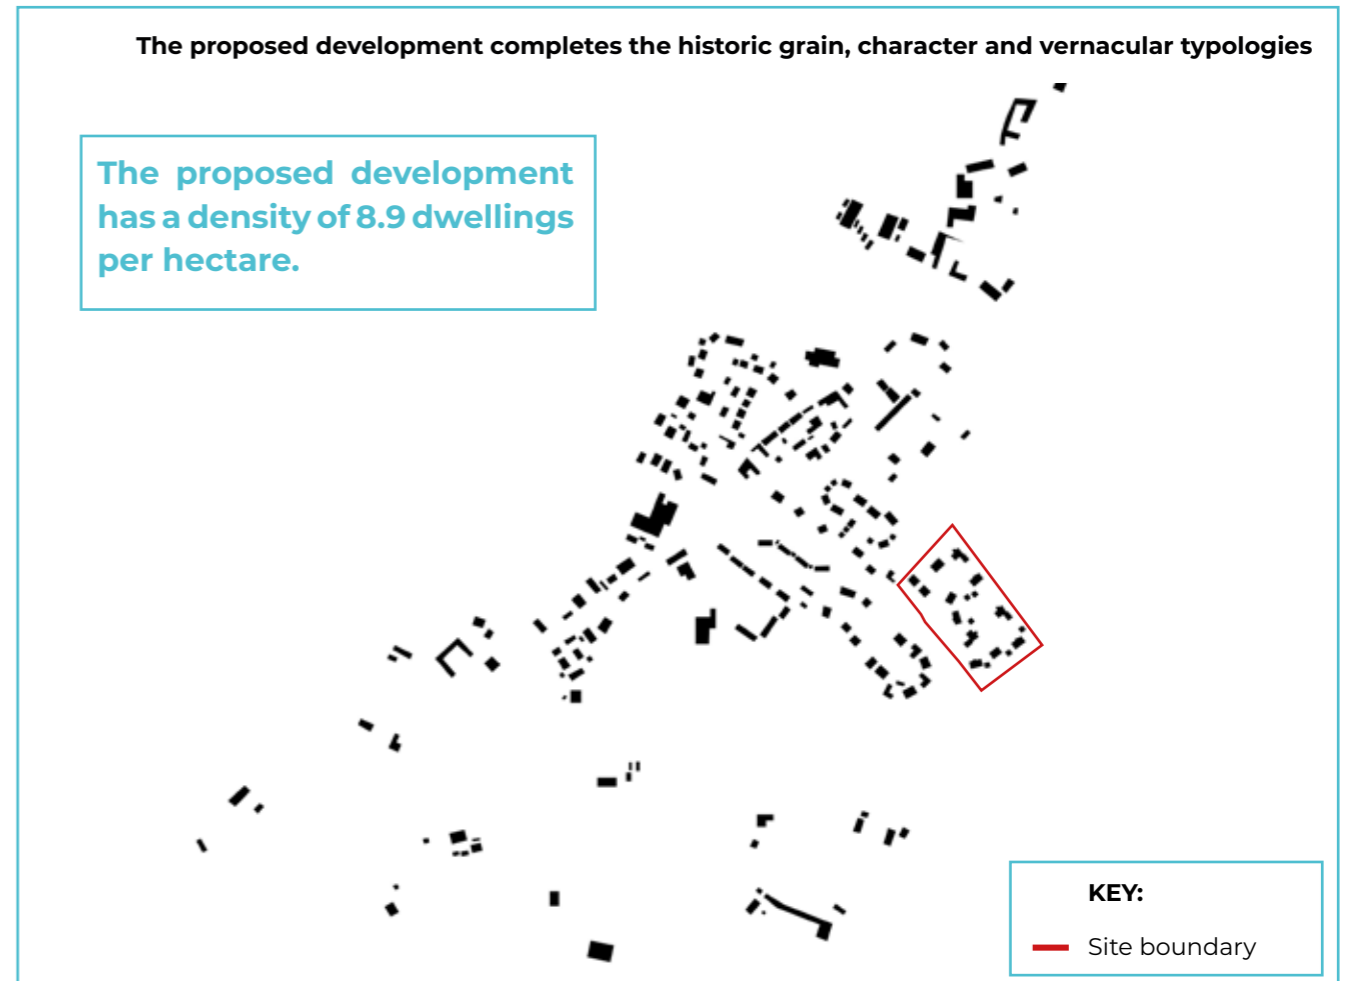 The proposed development completes the historic grain, character and vernacular typologies
The proposed development
has a density of 8.9 dwellings
per hectare.
KEY:
Site boundary